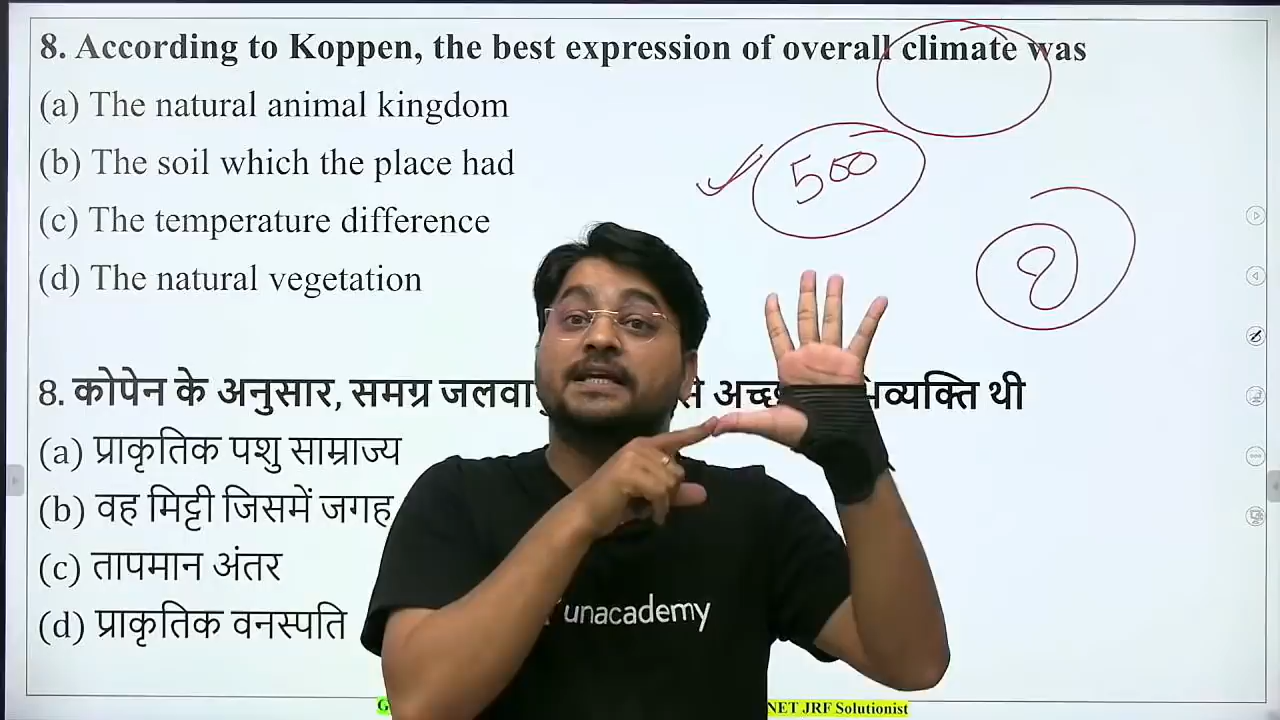 8. According to Koppen, the best expression of overall climate was
(a) The natural animal kingdom
(b) The soil which the place had
500
(c) The temperature difference
(d) The natural vegetation
8. कोपेन के अनुसार, समग्र
(a) प्राकृतिक पशु साम्राज्य
(b) वह मिट्टी जिसमें जगह
(c) तापमान अंतर
(d) प्राकृतिक वनस्पति
unacademy
NET JRF Solutionist